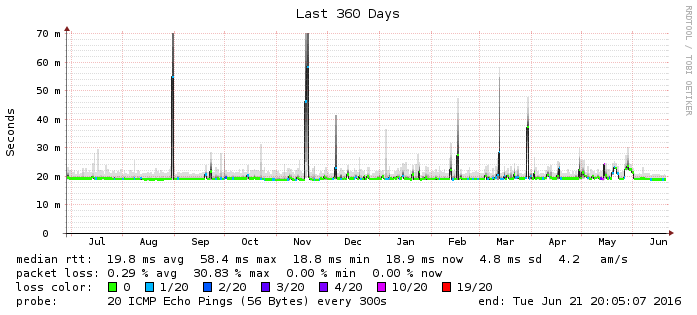 Last 360 Days
RRDTOOL / TOBI OETIKER
Seconds
70 m
60 m
50 m
40 m
30 m
20 m
10 m
0
Jul Aug Sep Oct Nov Dec Jan Feb Mar Apr May Jun
median rtt: 19.8 ms avg 58.4 ms max 18.8 ms min 18.9 ms now 4.8 ms sd 4.2 am/s
packet loss: 0.29 % avg 30.83 % max 0.00 % min 0.00 % now
loss color: 0 1/20 2/20 3/20 4/20 10/20 19/20
probe: 20 ICMP Echo Pings (56 Bytes) every 300s end: Tue Jun 21 20:05:07 2016